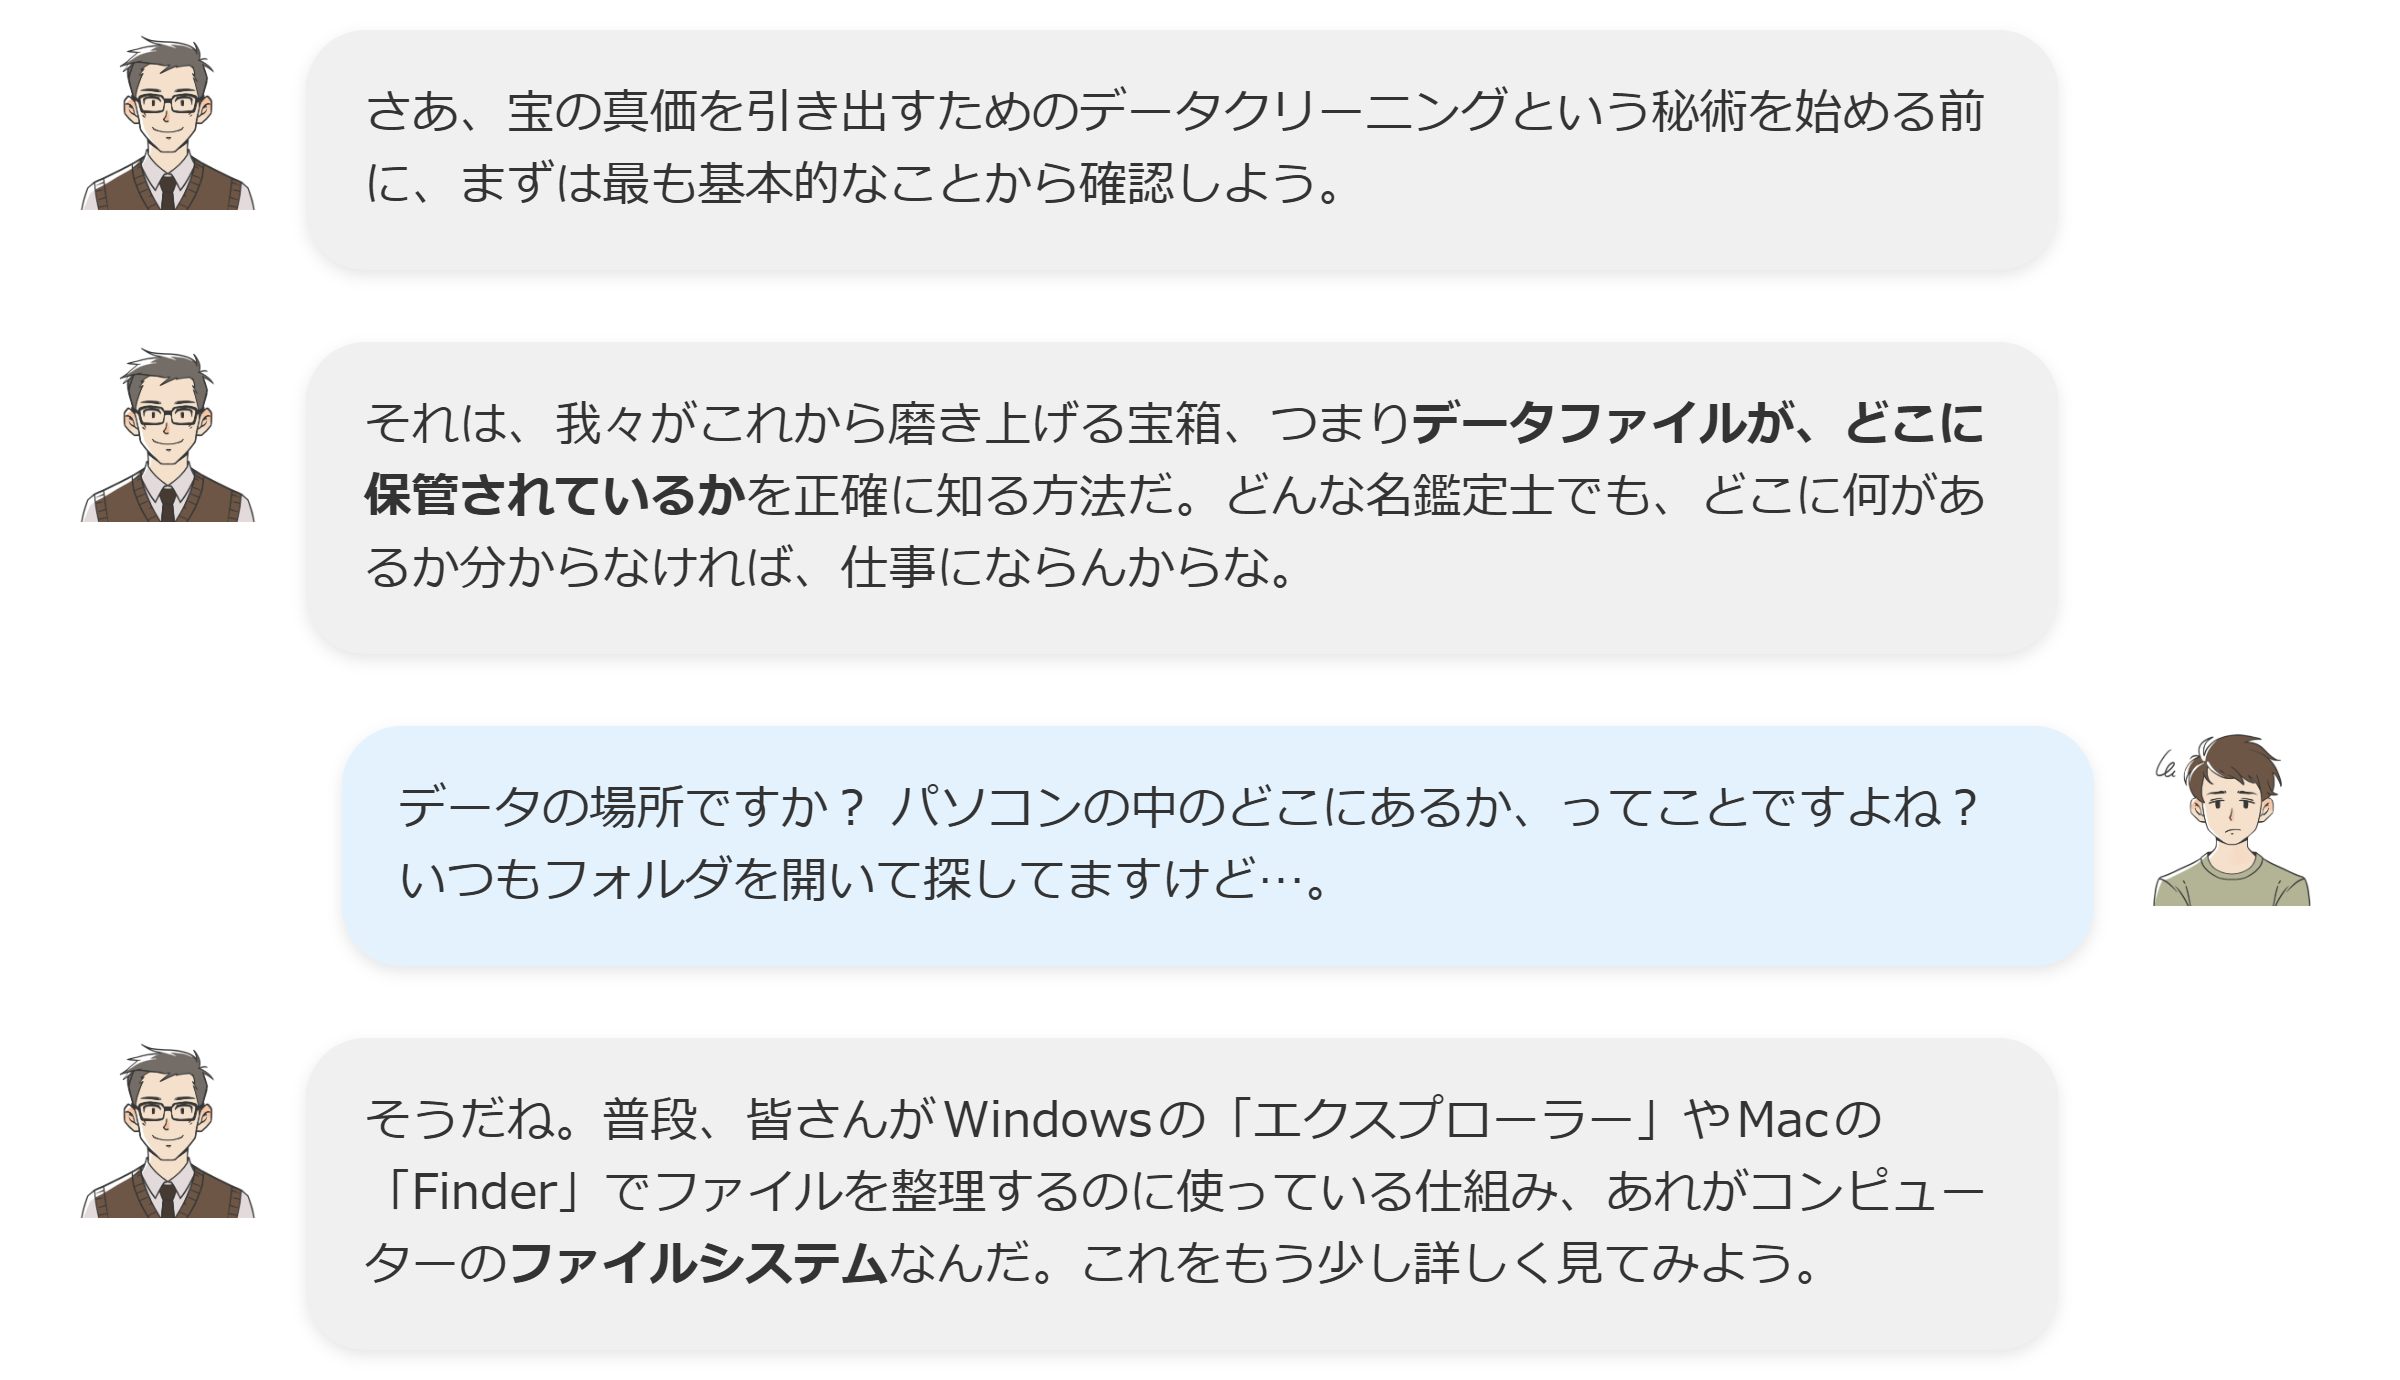 さあ、宝の真価を引き出すためのデータクリーニングという秘術を始める前
に、まずは最も基本的なことから確認しよう。
それは、我々がこれから磨き上げる宝箱、つまりデータファイルが、どこに
保管されているかを正確に知る方法だ。どんな名鑑定士でも、どこに何があ
るか分からなければ、仕事にならんからな。
データの場所ですか？ パソコンの中のどこにあるか、ってことですよね？
いつもフォルダを開いて探してますけど…。
そうだね。普段、皆さんがWindowsの「エクスプローラー」やMacの
「Finder」でファイルを整理するのに使っている仕組み、あれがコンピュー
ターのファイルシステムなんだ。これをもう少し詳しく見てみよう。